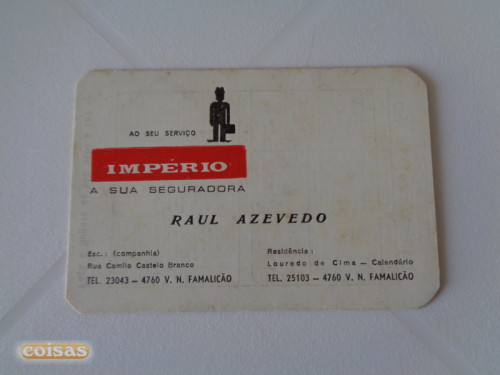 AO SEU SERVIÇO
IMPÉRIO
A SUA SEGURADORA
RAUL AZEVEDO
Esc.: (companhia)
Rua Camilo Castelo Branco
TEL. 23043 — 4760 V. N. FAMALICÃO
Residência:
Louredo de Cima — Calendário
TEL. 25103 — 4760 V. N. FAMALICÃO
coisas